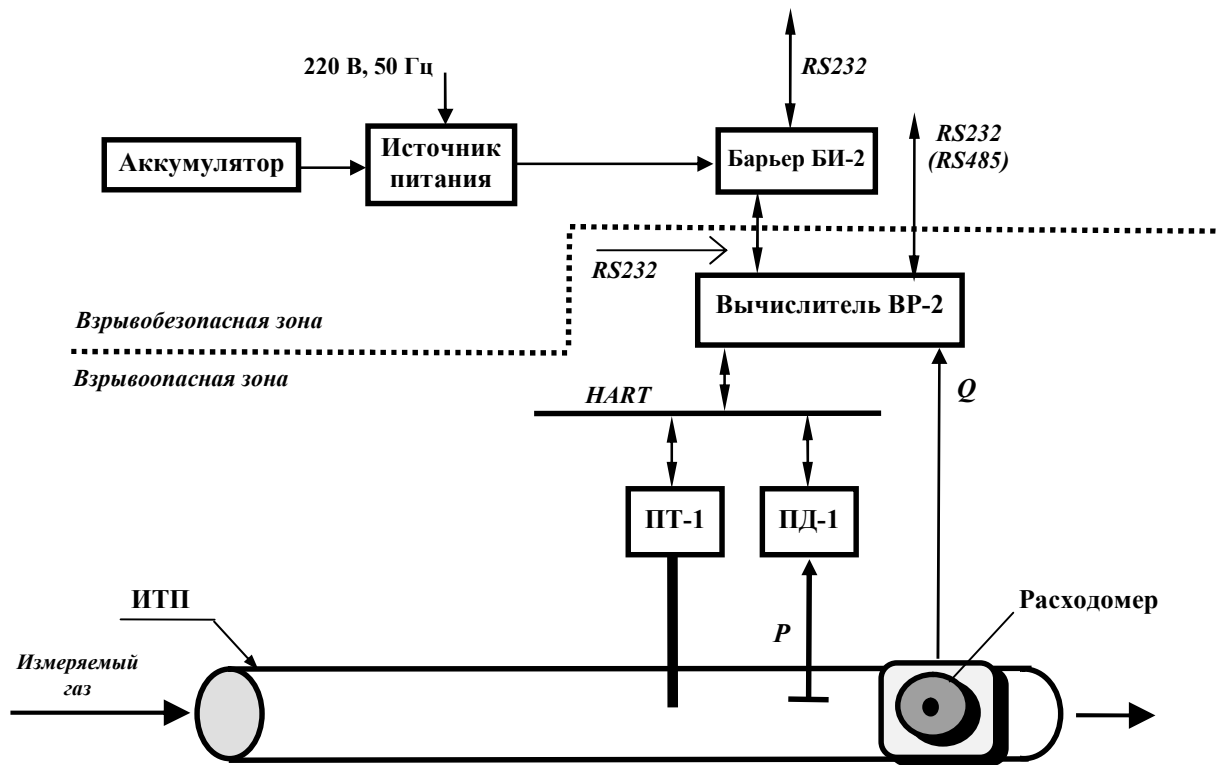 RS232
220 В, 50 Гц
Аккумулятор
Источник
питания
Барьер БИ-2
RS232
(RS485)
RS232
Вычислитель ВР-2
Взрывобезопасная зона
Взрывоопасная зона
HART
Q
ПТ-1
ПД-1
ИТП
P
Расходомер
Измеряемый
газ